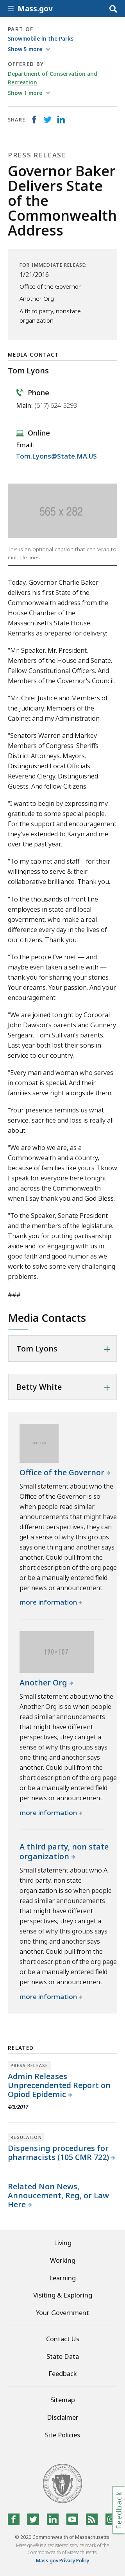 Mass.gov
PART OF
Snowmobile in the Parks
Show 5 more
OFFERED BY
Department of Conservation and
Recreation
Show 1 more
SHARE:
PRESS RELEASE
Governor Baker
Delivers State
of the
Commonwealth
Address
FOR IMMEDIATE RELEASE:
1/21/2016
Office of the Governor
Another Org
A third party, nonstate
organization
MEDIA CONTACT
Tom Lyons
Phone
Main: (617) 624-5293
Online
Email:
Tom.Lyons@State.MA.US
565 x 282
This is an optional caption that can wrap to
multiple lines.
Today, Governor Charlie Baker
delivers his first State of the
Commonwealth address from the
House Chamber of the
Massachusetts State House.
Remarks as prepared for delivery:
“Mr. Speaker. Mr. President.
Members of the House and Senate.
Fellow Constitutional Officers. And
Members of the Governor's Council.
“Mr. Chief Justice and Members of
the Judiciary. Members of the
Cabinet and my Administration.
“Senators Warren and Markey.
Members of Congress. Sheriffs.
District Attorneys. Mayors.
Distinguished Local Officials.
Reverend Clergy. Distinguished
Guests. And fellow Citizens.
“I want to begin by expressing my
gratitude to some special people.
For the support and encouragement
they’ve extended to Karyn and me
over the past year.
“To my cabinet and staff – for their
willingness to serve and their
collaborative brilliance. Thank you.
“To the thousands of front line
employees in state and local
government, who make a real
difference every day in the lives of
our citizens. Thank you.
“To the people I’ve met — and
maybe even taken a selfie with —
thank you for sharing your stories.
Your dreams. Your passion. And your
encouragement.
“We are joined tonight by Corporal
John Dawson’s parents and Gunnery
Sergeant Tom Sullivan’s parents.
Last year both lost their sons in
service to our country.
“Every man and woman who serves
does so in their honor. And their
families serve right alongside them.
“Your presence reminds us what
service, sacrifice and loss is really all
about.
“We are who we are, as a
Commonwealth and a country,
because of families like yours. I know
I speak for everyone here tonight
and across the Commonwealth
when I say thank you and God Bless.
“To the Speaker, Senate President
and the members of the legislature.
Thank you for putting partisanship
aside and for engaging with us on
good faith and good humor as we
work to solve our state’s very
challenging problems.
###
Media Contacts
Tom Lyons
Betty White
Office of the Governor
Small statement about who the
Office of the Governor is so
when people read similar
announcements that might have
different perspectives, they can
get a sense of why this groups
says one thing and another says
another. Could pull from the
short description of the org page
or be a manually entered field
not news or announcement.
more information
190×107
Another Org
Small statement about who the
Another Org is so when people
read similar announcements
that might have different
perspectives, they can get a
sense of why this groups says
one thing and another says
another. Could pull from the
short description of the org page
or be a manually entered field
not news or announcement.
more information
A third party, non state
organization
Small statement about who A
third party, non state
organization is so when people
read similar announcements
that might have different
perspectives, they can get a
sense of why this groups says
one thing and another says
another. Could pull from the
short description of the org page
or be a manually entered field
not news or announcement.
more information
RELATED
PRESS RELEASE
Admin Releases
Unprecendented Report on
Opiod Epidemic
4/3/2017
REGULATION
Dispensing procedures for
pharmacists (105 CMR 722)
Related Non News,
Annoucement, Reg, or Law
Here
Living
Working
Learning
Visiting & Exploring
Your Government
Contact Us
State Data
Feedback
Sitemap
Disclaimer
Site Policies
Feedback
© 2020 Commonwealth of Massachusetts.
Mass.gov® is a registered service mark of the
Commonwealth of Massachusetts.
Mass.gov Privacy Policy